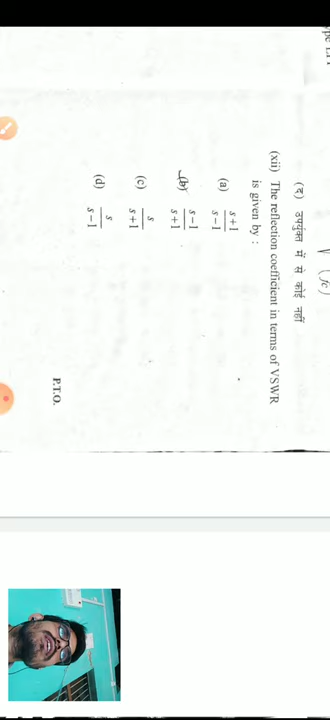 (द) उपर्युक्त में से कोई नहीं
(xii) The reflection coefficient in terms of VSWR
is given by :
(a) s + 1 / s − 1
(b) s − 1 / s + 1
(c) s / s + 1
(d) s / s − 1
P.T.O.